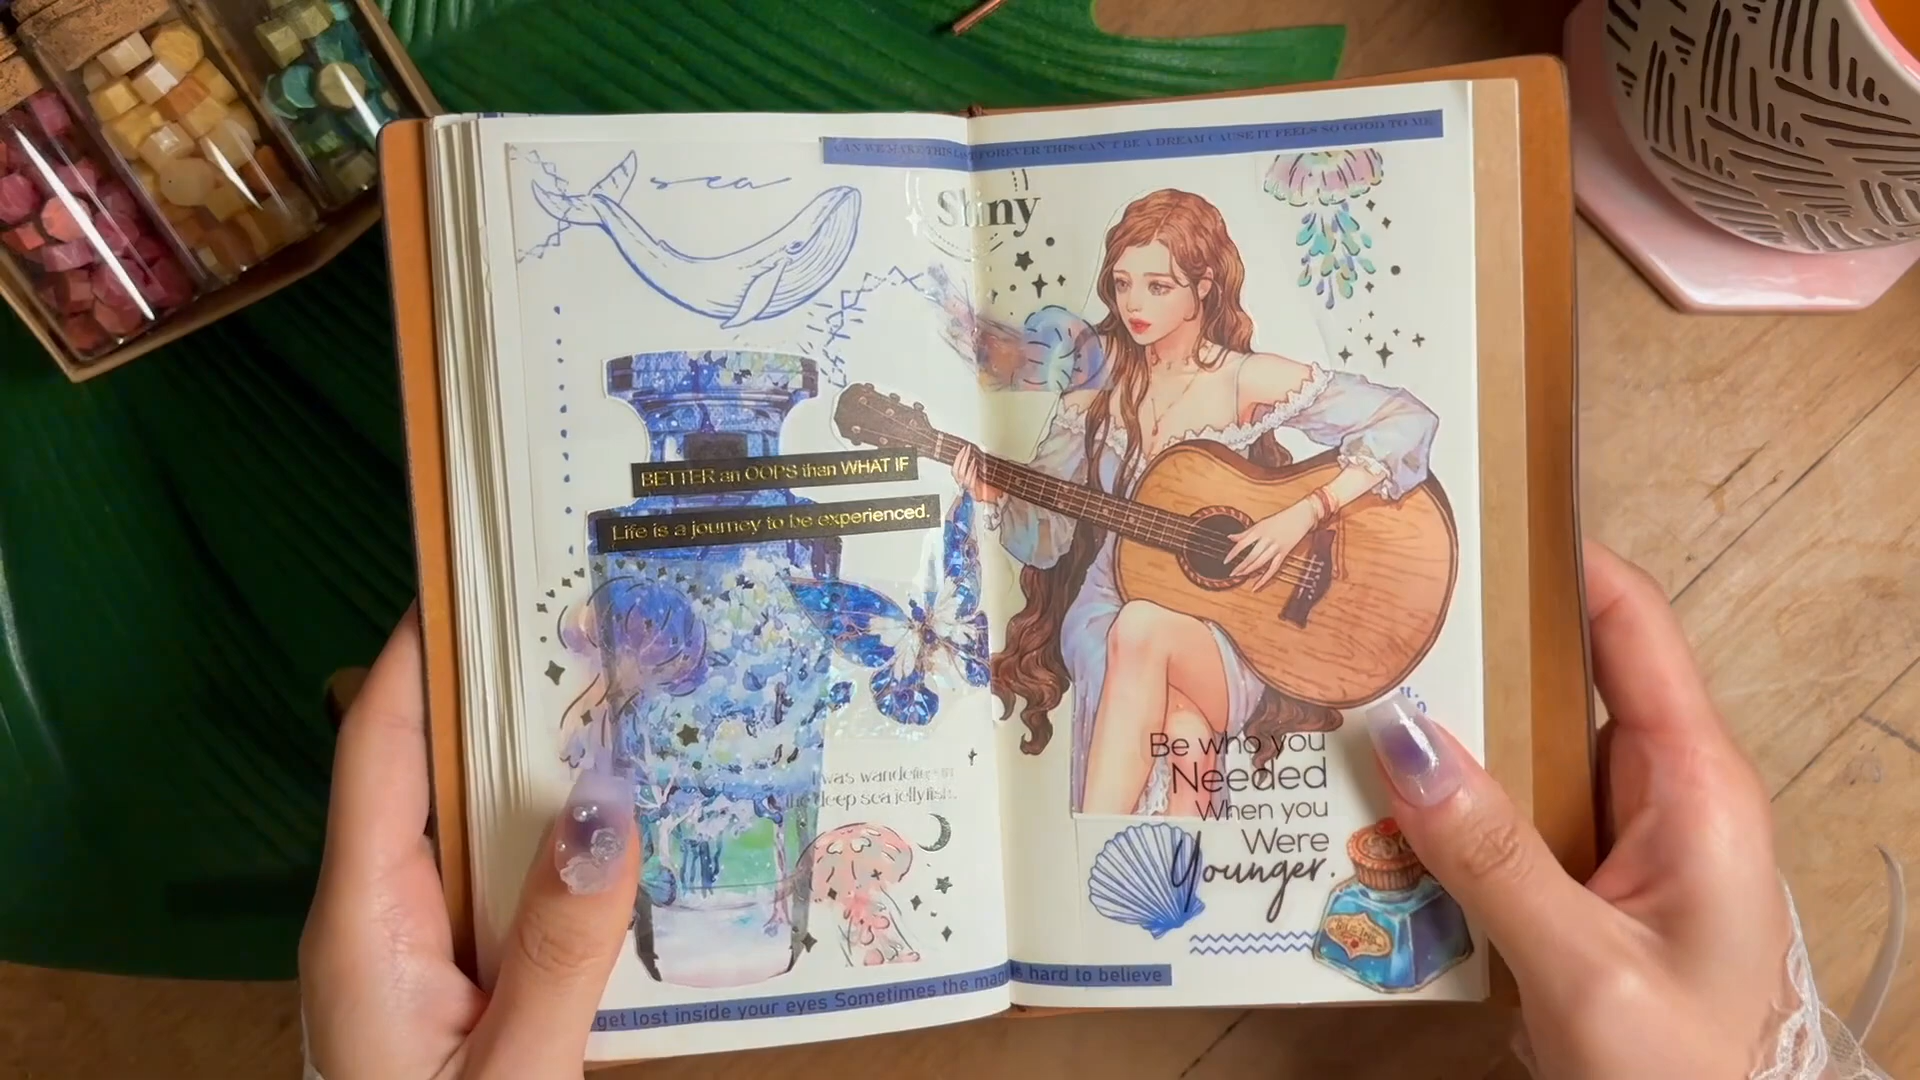 sea
CAN WE MAKE THIS LAST FOREVER THIS CAN'T BE A DREAM CAUSE IT FEELS SO GOOD TO ME
Shiny
BETTER an OOPS than WHAT IF
Life is a journey to be experienced.
I was wandering in
the deep sea jellyfish.
Be who you
Needed
When you
Were
Younger.
get lost inside your eyes Sometimes the magic is hard to believe